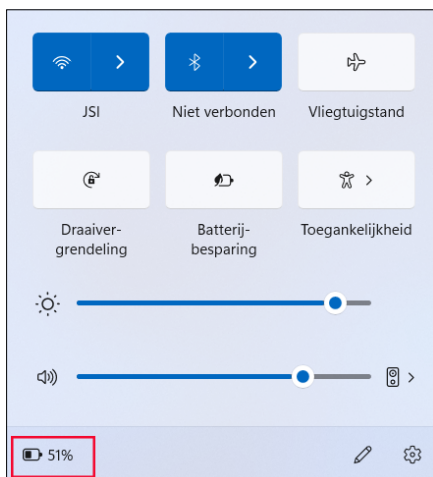 JSI
Niet verbonden
Vliegtuigstand
Draaiver-
grendeling
Batterij-
besparing
Toegankelijkheid
51%